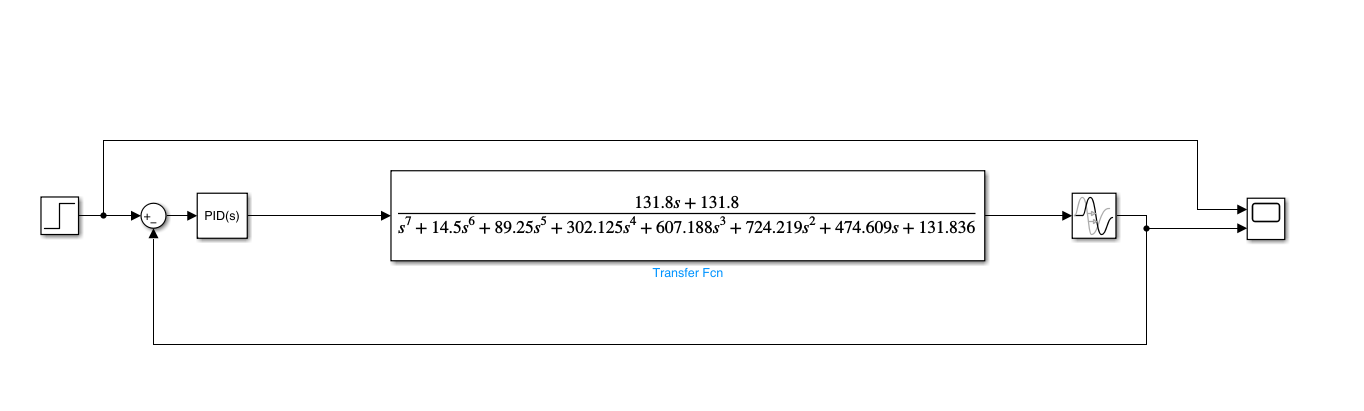 131.8s + 131.8
+
−
PID(s)
s⁷ + 14.5s⁶ + 89.25s⁵ + 302.125s⁴ + 607.188s³ + 724.219s² + 474.609s + 131.836
Transfer Fcn